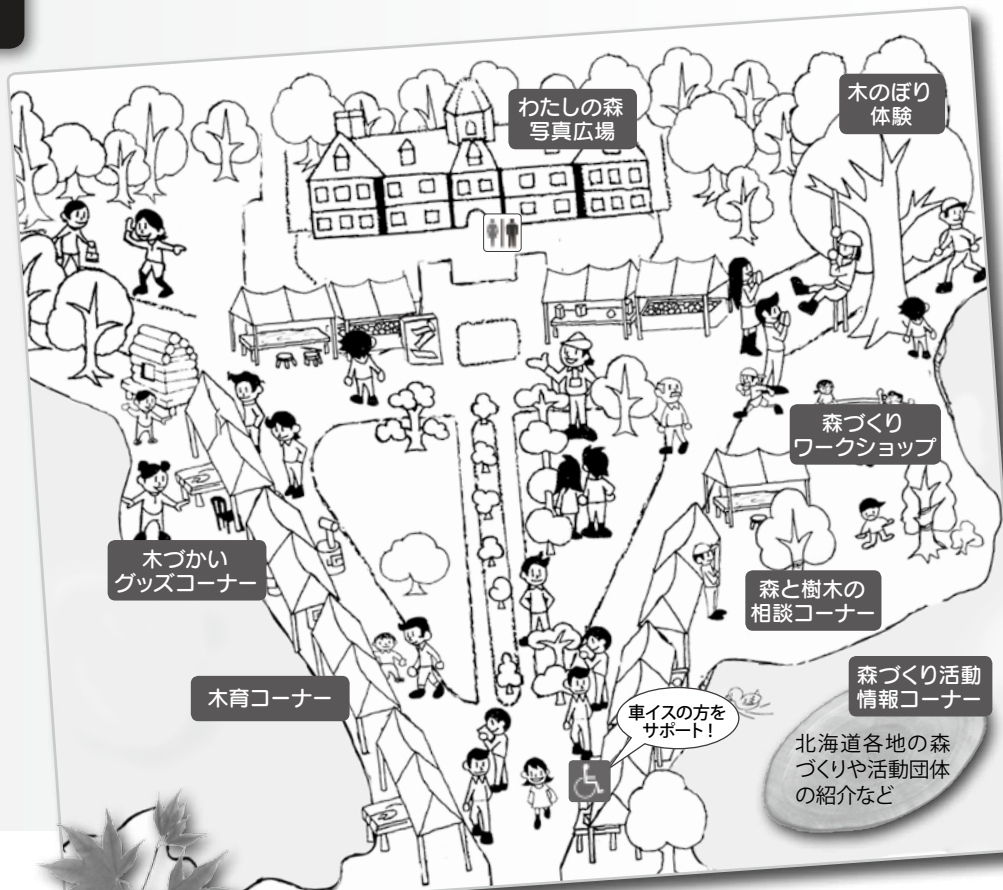 わたしの森
写真広場
木のぼり
体験
森づくり
ワークショップ
木づかい
グッズコーナー
森と樹木の
相談コーナー
木育コーナー
車イスの方を
サポート！
森づくり活動
情報コーナー
北海道各地の森
づくりや活動団体
の紹介など